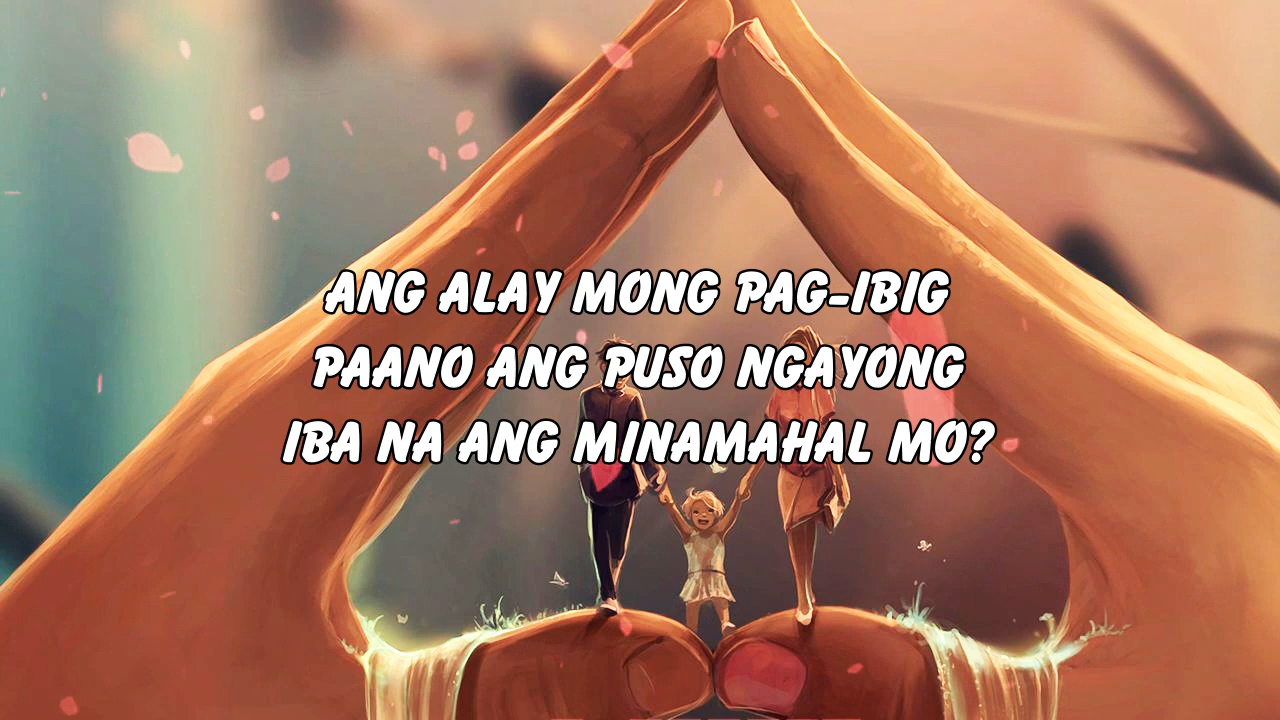 ANG ALAY MONG PAG-IBIG
PAANO ANG PUSO NGAYONG
IBA NA ANG MINAMAHAL MO?